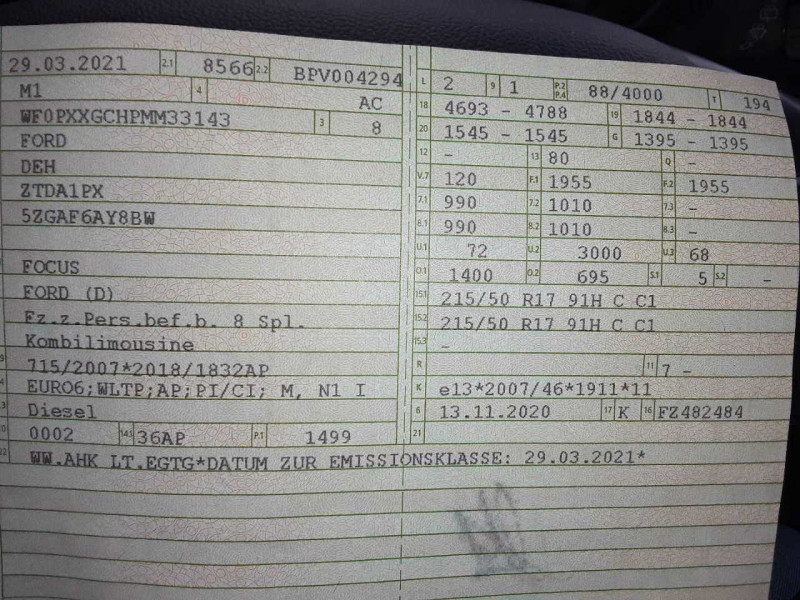 29.03.2021 2.1 8566 2.2 BPV004294
M1 4 AC
WF0PXXGCHPMM33143 3 8
FORD
DEH
ZTDA1PX
5ZGAF6AY8BW
FOCUS
FORD (D)
Fz.z.Pers.bef.b. 8 Spl.
Kombilimousine
715/2007*2018/1832AP
EURO6;WLTP;AP;PI/CI; M, N1 I
Diesel
0002 14.1 36AP P.1 1499
L 2 9 1 P.2 P.4 88/4000 T 194
18 4693 - 4788 19 1844 - 1844
20 1545 - 1545 G 1395 - 1395
12 - 13 80 Q -
V.7 120 F.1 1955 F.2 1955
7.1 990 7.2 1010 7.3 -
8.1 990 8.2 1010 8.3 -
U.1 72 U.2 3000 U.3 68
O.1 1400 O.2 695 S.1 5 S.2 -
15.1 215/50 R17 91H C C1
15.2 215/50 R17 91H C C1
15.3 -
R 11 7 -
K e13*2007/46*1911*11
6 13.11.2020 17 K 16 FZ482484
21
22 WW.AHK LT.EGTG*DATUM ZUR EMISSIONSKLASSE: 29.03.2021*